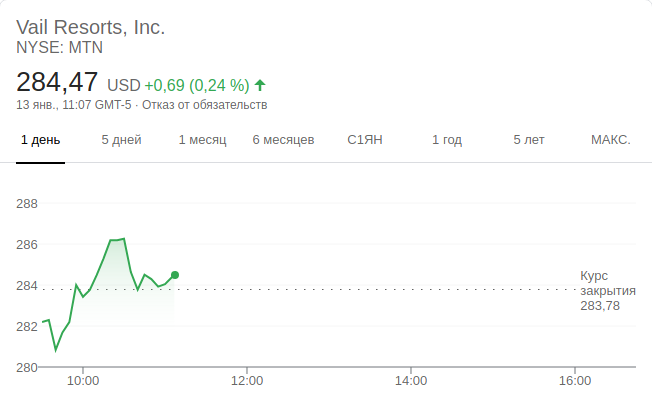 Vail Resorts, Inc.
NYSE: MTN
284,47 USD +0,69 (0,24 %)
13 янв., 11:07 GMT-5 · Отказ от обязательств
1 день 5 дней 1 месяц 6 месяцев С1ЯН 1 год 5 лет МАКС.
288
286
284
282
280
Курс
закрытия
283,78
10:00 12:00 14:00 16:00